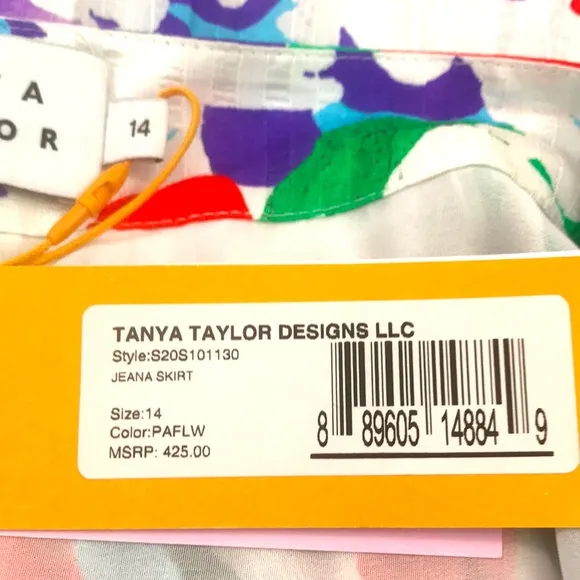 A
OR
14
TANYA TAYLOR DESIGNS LLC
Style:S20S101130
JEANA SKIRT
Size:14
Color:PAFLW
MSRP: 425.00
8 89605 14884 9